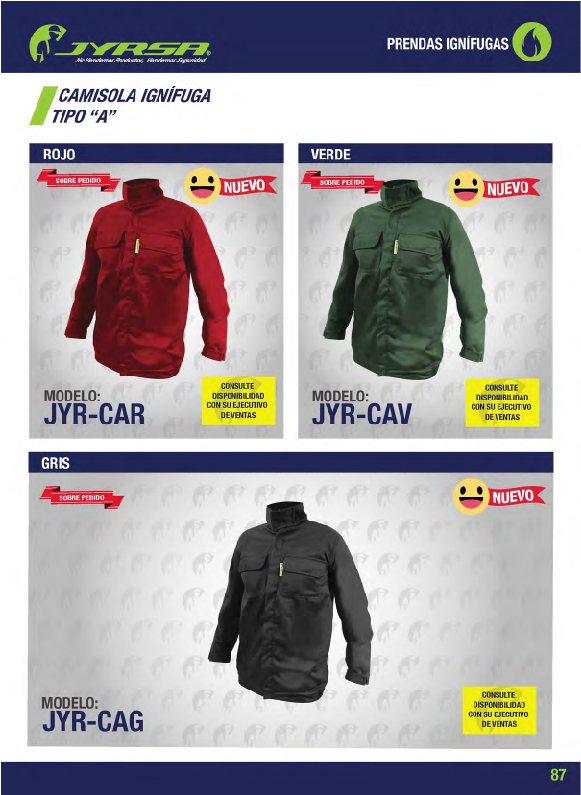 JYRSA®
No Vendemos Productos, Vendemos Seguridad
PRENDAS IGNÍFUGAS
CAMISOLA IGNÍFUGA
TIPO “A”
ROJO
SOBRE PEDIDO
NUEVO
MODELO:
JYR-CAR
CONSULTE
DISPONIBILIDAD
CON SU EJECUTIVO
DE VENTAS
VERDE
SOBRE PEDIDO
NUEVO
MODELO:
JYR-CAV
CONSULTE
DISPONIBILIDAD
CON SU EJECUTIVO
DE VENTAS
GRIS
SOBRE PEDIDO
NUEVO
MODELO:
JYR-CAG
CONSULTE
DISPONIBILIDAD
CON SU EJECUTIVO
DE VENTAS
87